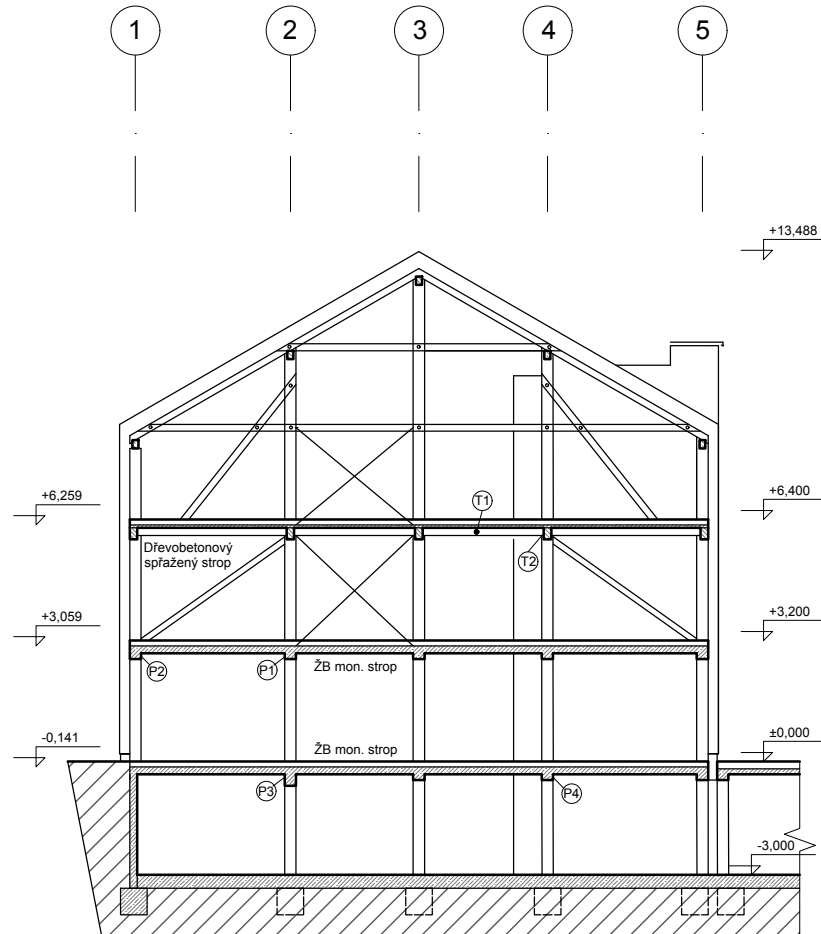 1
2
3
4
5
+13,488
+6,259
+6,400
T1
Dřevobetonový
spřažený strop
T2
+3,059
+3,200
P2
P1
ŽB mon. strop
-0,141
ŽB mon. strop
±0,000
P3
P4
-3,000